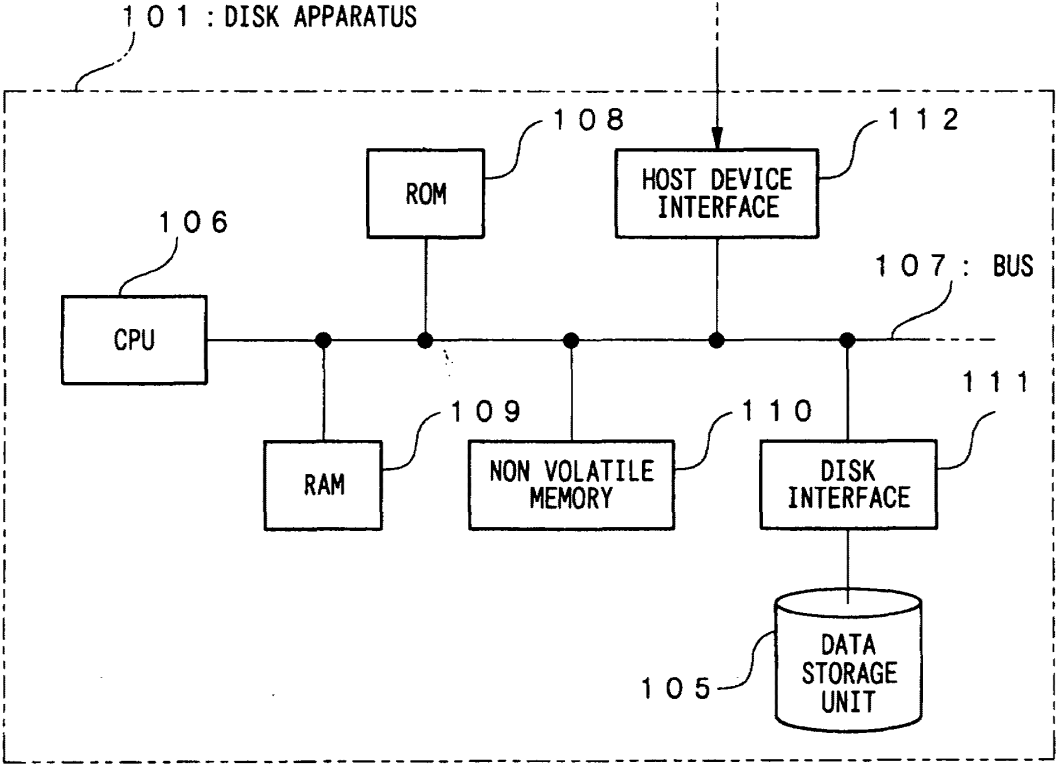 101 : DISK APPARATUS
108
112
ROM
HOST DEVICE
INTERFACE
106
107 : BUS
CPU
109
110
111
RAM
NON VOLATILE
MEMORY
DISK
INTERFACE
105
DATA
STORAGE
UNIT